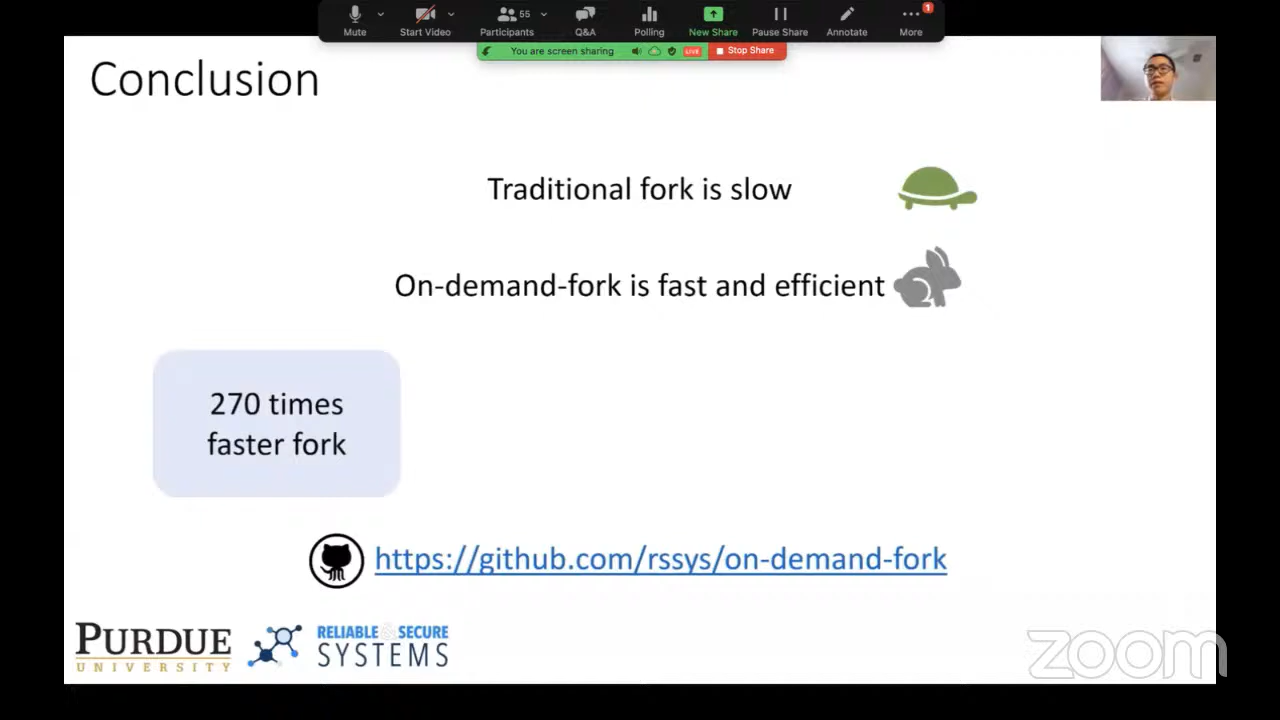 Mute
Start Video
55
Participants
Q&A
Polling
New Share
Pause Share
Annotate
1
More
You are screen sharing
LIVE
Stop Share
Conclusion
Traditional fork is slow
On-demand-fork is fast and efficient
270 times
faster fork
https://github.com/rssys/on-demand-fork
PURDUE
UNIVERSITY
RELIABLE & SECURE
SYSTEMS
zoom